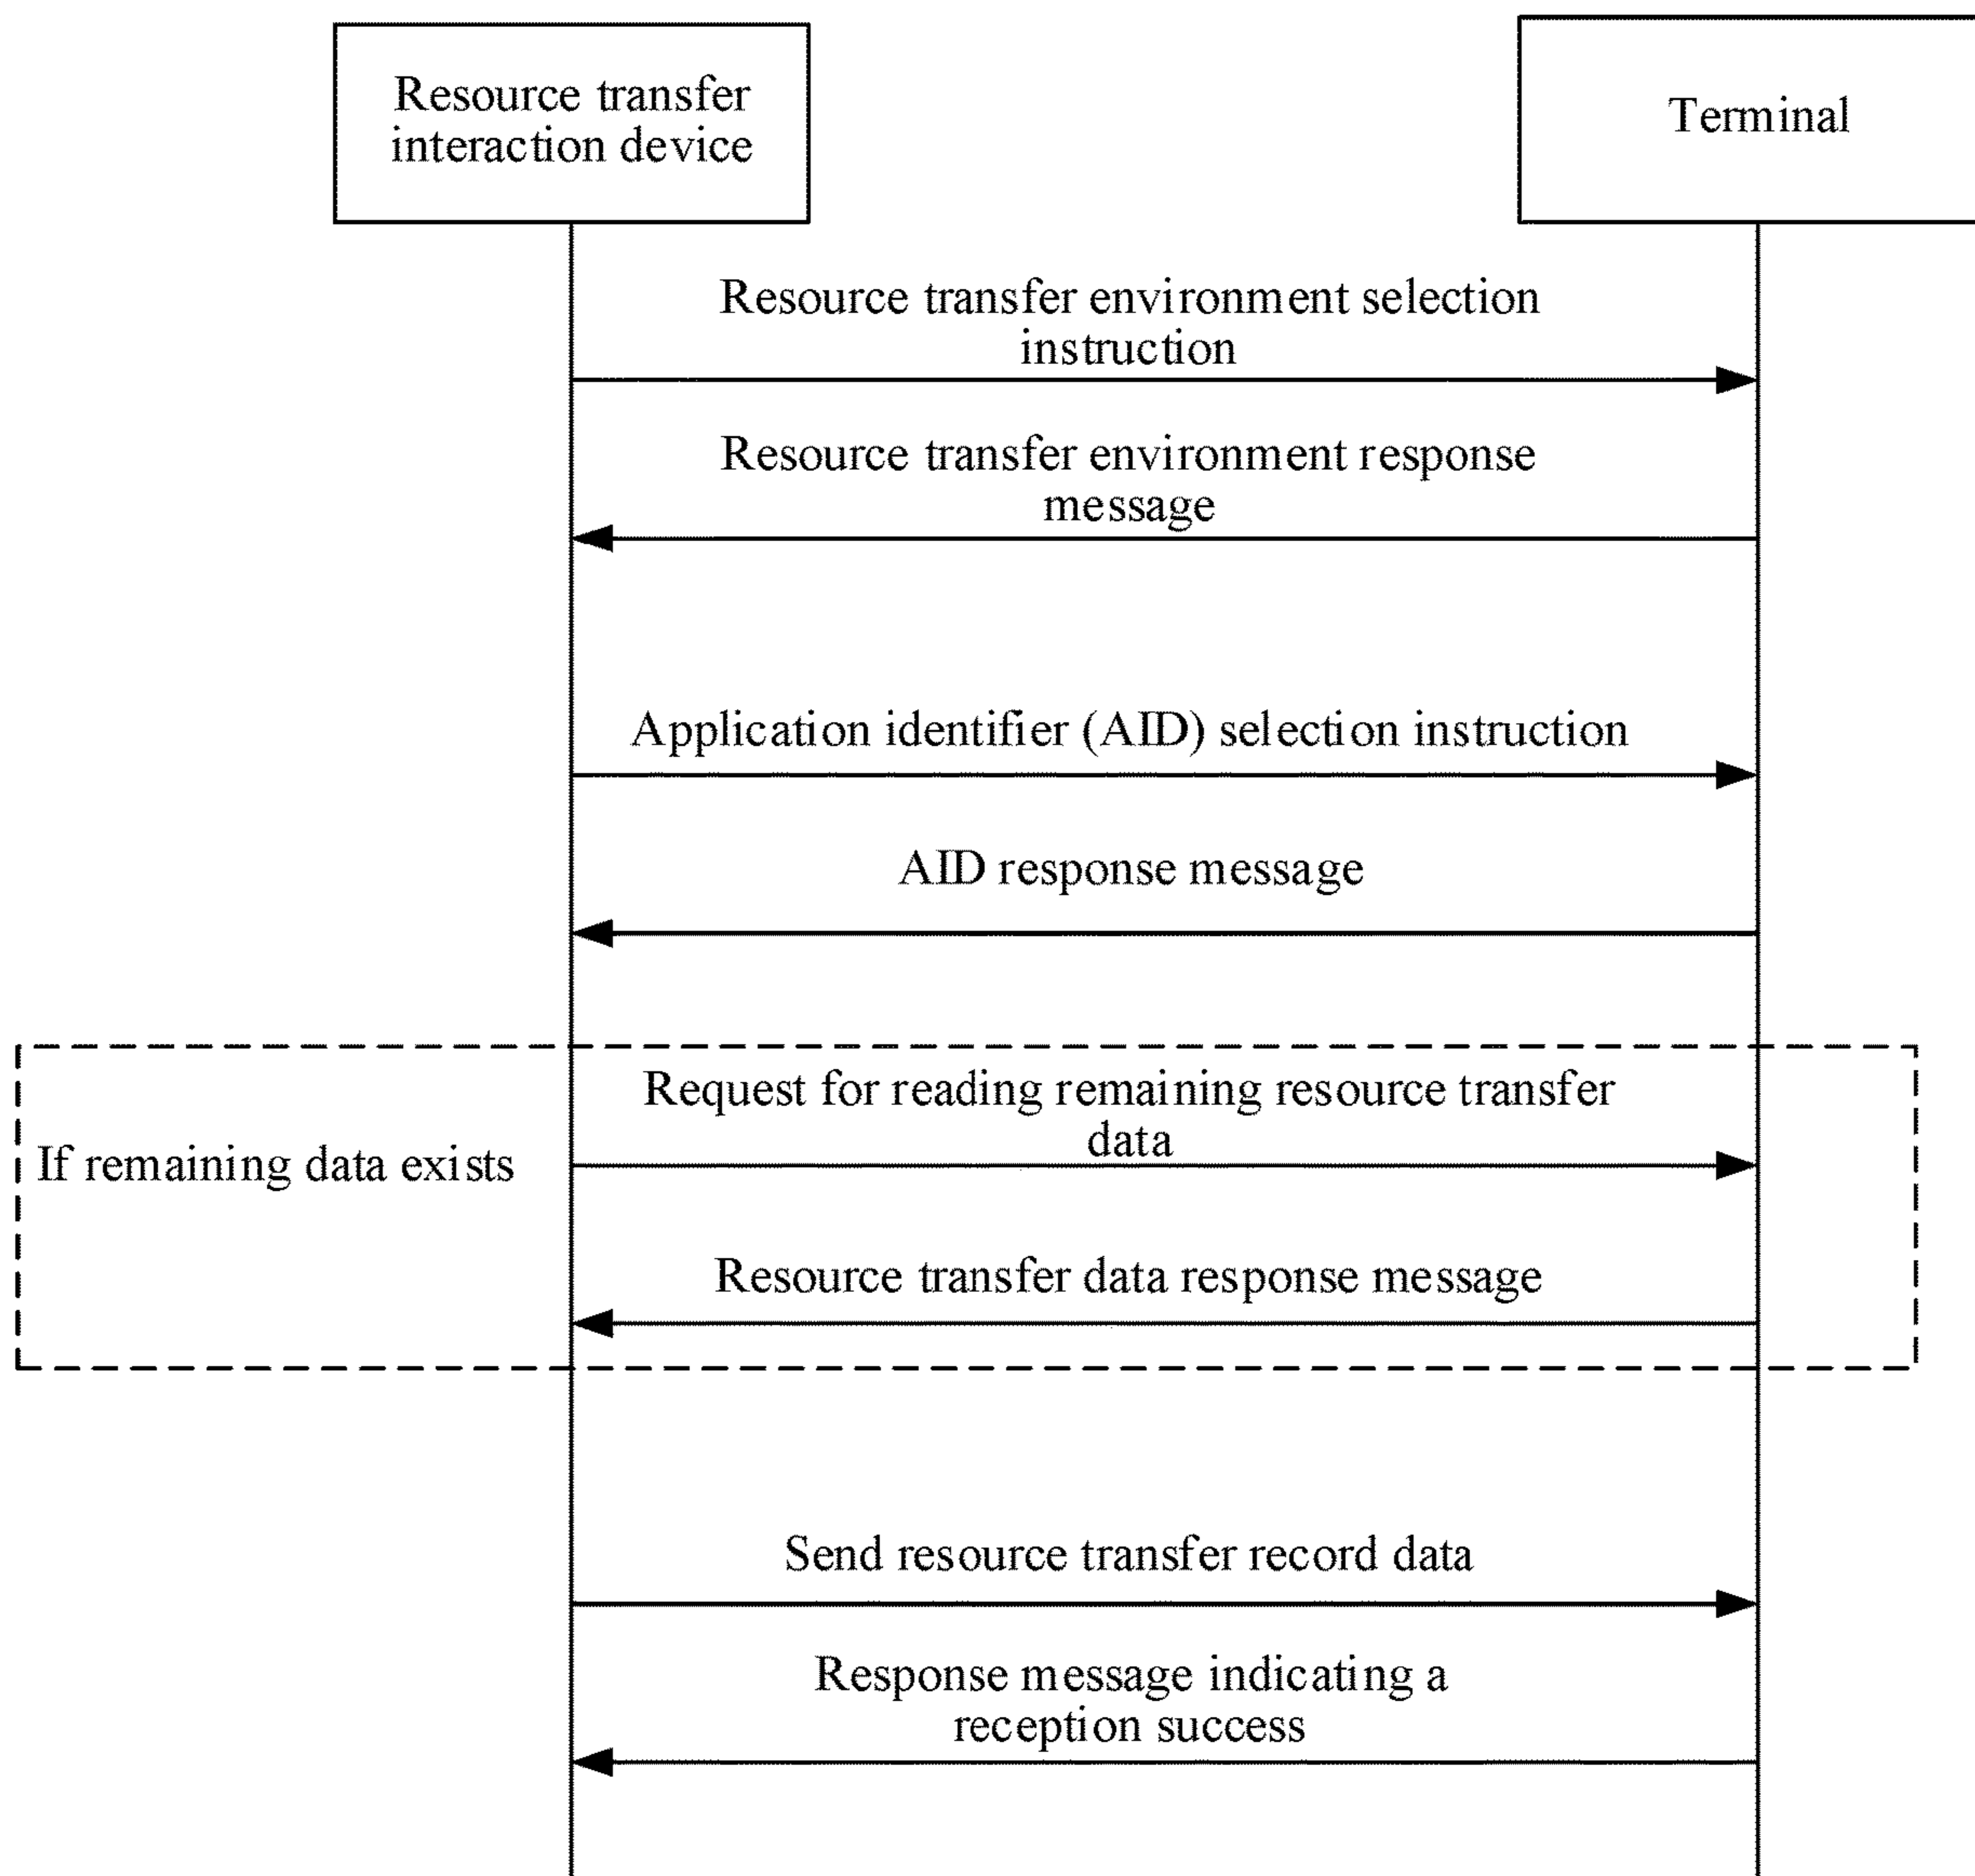 Resource transfer
interaction device
Terminal
Resource transfer environment selection
instruction
Resource transfer environment response
message
Application identifier (AID) selection instruction
AID response message
Request for reading remaining resource transfer
data
If remaining data exists
Resource transfer data response message
Send resource transfer record data
Response message indicating a
reception success